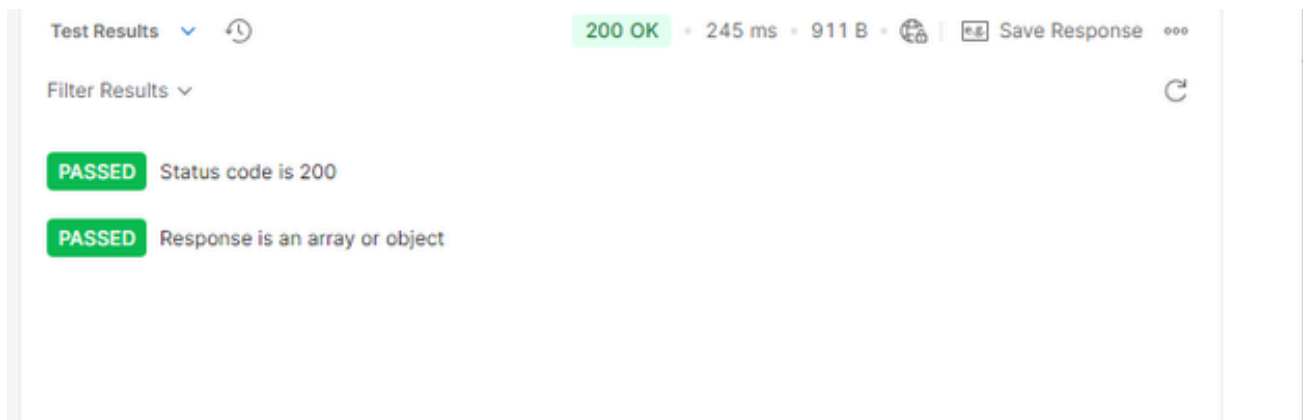 Test Results 200 OK • 245 ms • 911 B • e.g. Save Response
Filter Results
PASSED Status code is 200
PASSED Response is an array or object